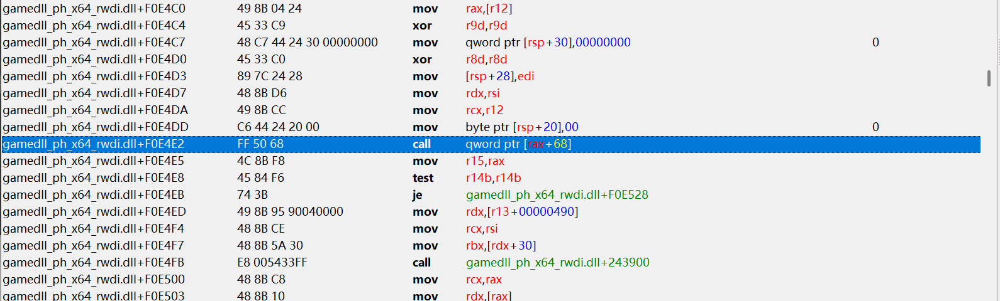 gamedll_ph_x64_rwdi.dll+F0E4C0 49 8B 04 24 mov rax,[r12]
gamedll_ph_x64_rwdi.dll+F0E4C4 45 33 C9 xor r9d,r9d
gamedll_ph_x64_rwdi.dll+F0E4C7 48 C7 44 24 30 00000000 mov qword ptr [rsp+30],00000000 0
gamedll_ph_x64_rwdi.dll+F0E4D0 45 33 C0 xor r8d,r8d
gamedll_ph_x64_rwdi.dll+F0E4D3 89 7C 24 28 mov [rsp+28],edi
gamedll_ph_x64_rwdi.dll+F0E4D7 48 8B D6 mov rdx,rsi
gamedll_ph_x64_rwdi.dll+F0E4DA 49 8B CC mov rcx,r12
gamedll_ph_x64_rwdi.dll+F0E4DD C6 44 24 20 00 mov byte ptr [rsp+20],00 0
gamedll_ph_x64_rwdi.dll+F0E4E2 FF 50 68 call qword ptr [rax+68]
gamedll_ph_x64_rwdi.dll+F0E4E5 4C 8B F8 mov r15,rax
gamedll_ph_x64_rwdi.dll+F0E4E8 45 84 F6 test r14b,r14b
gamedll_ph_x64_rwdi.dll+F0E4EB 74 3B je gamedll_ph_x64_rwdi.dll+F0E528
gamedll_ph_x64_rwdi.dll+F0E4ED 49 8B 95 90040000 mov rdx,[r13+00000490]
gamedll_ph_x64_rwdi.dll+F0E4F4 48 8B CE mov rcx,rsi
gamedll_ph_x64_rwdi.dll+F0E4F7 48 8B 5A 30 mov rbx,[rdx+30]
gamedll_ph_x64_rwdi.dll+F0E4FB E8 005433FF call gamedll_ph_x64_rwdi.dll+243900
gamedll_ph_x64_rwdi.dll+F0E500 48 8B C8 mov rcx,rax
gamedll_ph_x64_rwdi.dll+F0E503 48 8B 10 mov rdx,[rax]